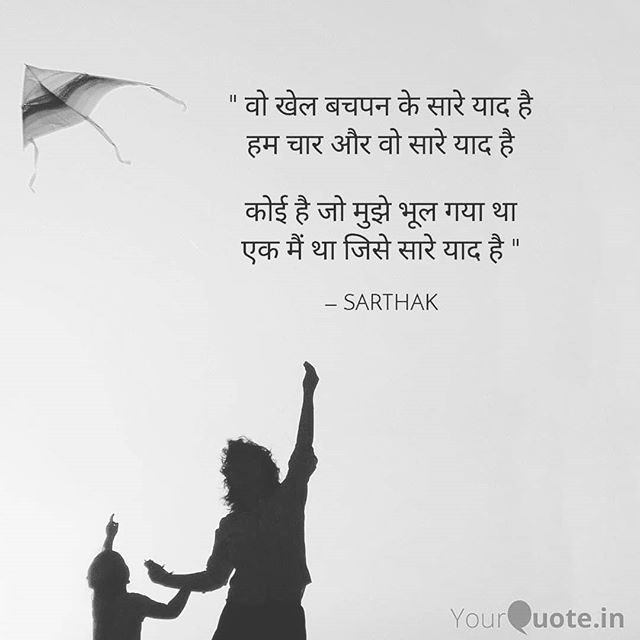 " वो खेल बचपन के सारे याद है
हम चार और वो सारे याद है
कोई है जो मुझे भूल गया था
एक मैं था जिसे सारे याद है "
– SARTHAK
YourQuote.in